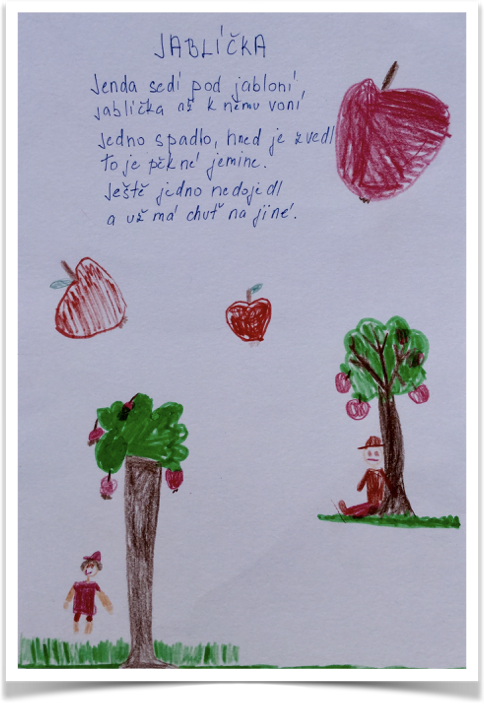 JABLÍČKA
Jenda sedí pod jabloní
jablíčka až k němu voní
Jedno spadlo, hned je zvedl
to je pěkné jemine.
Ještě jedno nedojedl
a už má chuť na jiné.